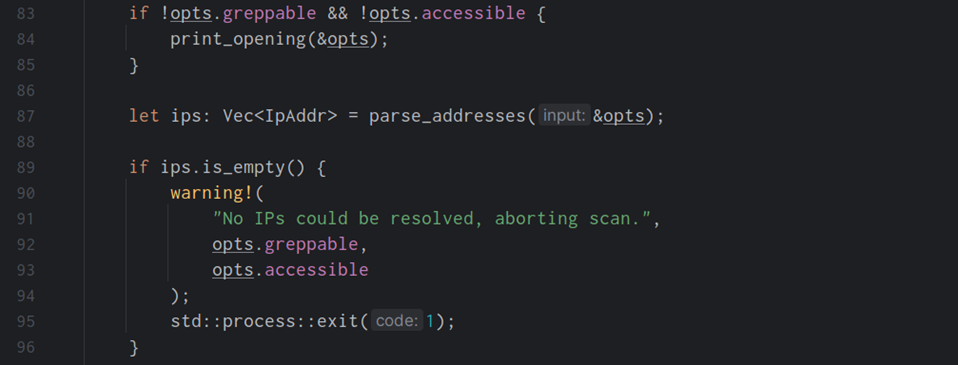 83 if !opts.greppable && !opts.accessible {
84 print_opening(&opts);
85 }
86
87 let ips: Vec<IpAddr> = parse_addresses( input: &opts);
88
89 if ips.is_empty() {
90 warning!(
91 "No IPs could be resolved, aborting scan.",
92 opts.greppable,
93 opts.accessible
94 );
95 std::process::exit( code: 1);
96 }